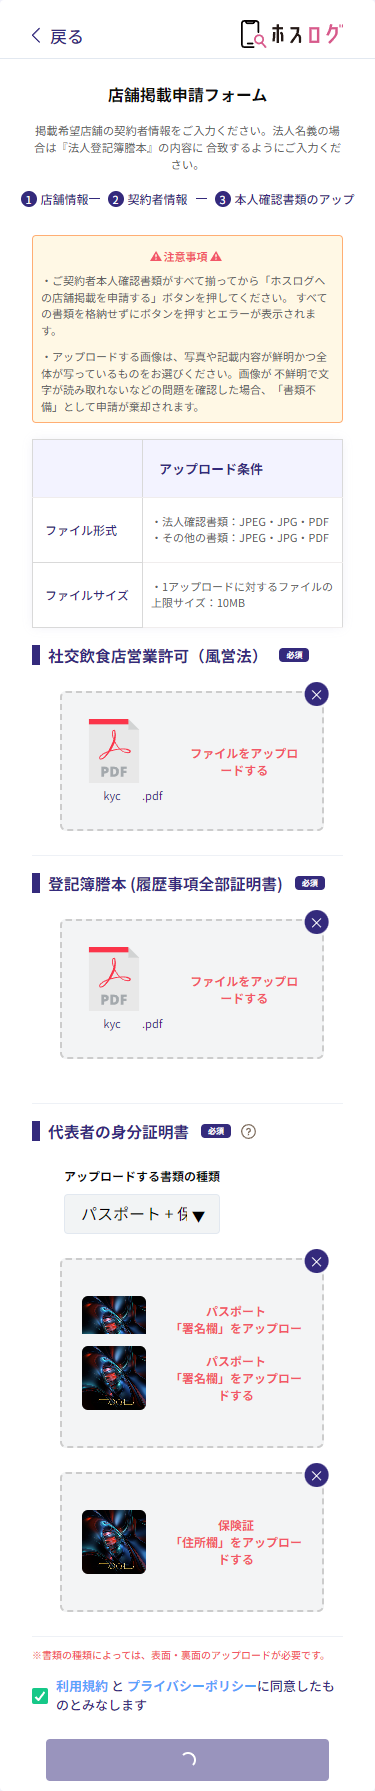 戻る
ホスログ
店舗掲載申請フォーム
掲載希望店舗の契約者情報をご入力ください。法人名義の場
合は『法人登記簿謄本』の内容に 合致するようにご入力くだ
さい。
1 店舗情報ー 2 契約者情報 ー 3 本人確認書類のアップ
注意事項
・ご契約者本人確認書類がすべて揃ってから「ホスログへ
の店舗掲載を申請する」ボタンを押してください。 すべて
の書類を格納せずにボタンを押すとエラーが表示されま
す。
・アップロードする画像は、写真や記載内容が鮮明かつ全
体が写っているものをお選びください。画像が 不鮮明で文
字が読み取れないなどの問題を確認した場合、「書類不
備」として申請が棄却されます。
アップロード条件
ファイル形式
・法人確認書類：JPEG・JPG・PDF
・その他の書類：JPEG・JPG・PDF
ファイルサイズ
・1アップロードに対するファイルの
上限サイズ：10MB
社交飲食店営業許可（風営法） 必須
PDF
kyc .pdf
ファイルをアップロ
ードする
登記簿謄本 (履歴事項全部証明書) 必須
PDF
kyc .pdf
ファイルをアップロ
ードする
代表者の身分証明書 必須 ?
アップロードする書類の種類
パスポート + 保 ▼
パスポート
「署名欄」をアップロー
パスポート
「署名欄」をアップロー
ドする
保険証
「住所欄」をアップロー
ドする
※書類の種類によっては、表面・裏面のアップロードが必要です。
利用規約 と プライバシーポリシーに同意したも
のとみなします